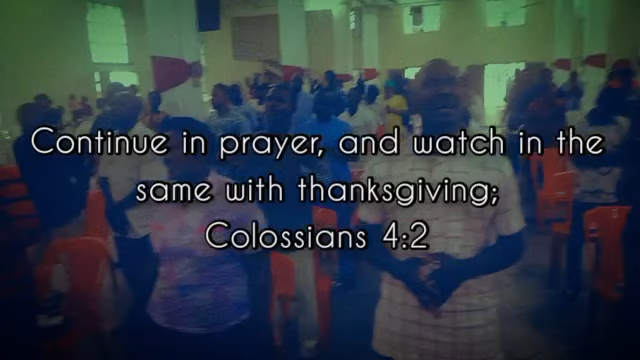 Continue in prayer, and watch in the
same with thanksgiving;
Colossians 4:2